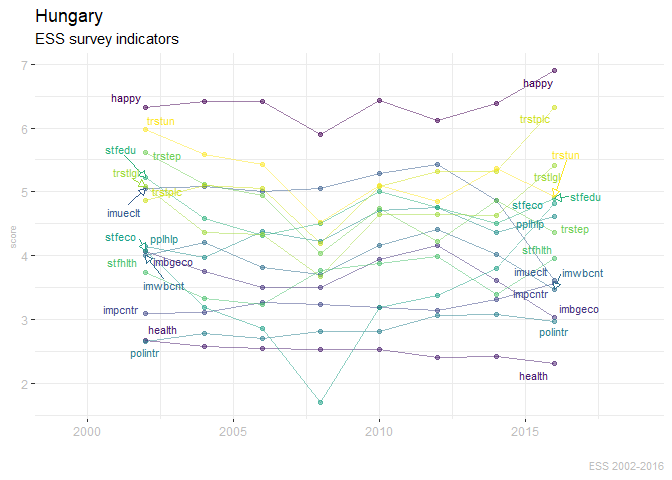 Hungary
ESS survey indicators
7
happy
happy
trstplc
6
trstun
stfedu
trstep
trstun
trstlgl
trstlgl
trstplc
5
imueclt
stfeco
stfedu
stfeco
pplhlp
pplhlp
trstep
score
4
stfhlth
imbgeco
stfhlth
imwbcnt
imueclt
imwbcnt
impcntr
impcntr
imbgeco
3
health
polintr
polintr
health
2
2000
2005
2010
2015
ESS 2002-2016